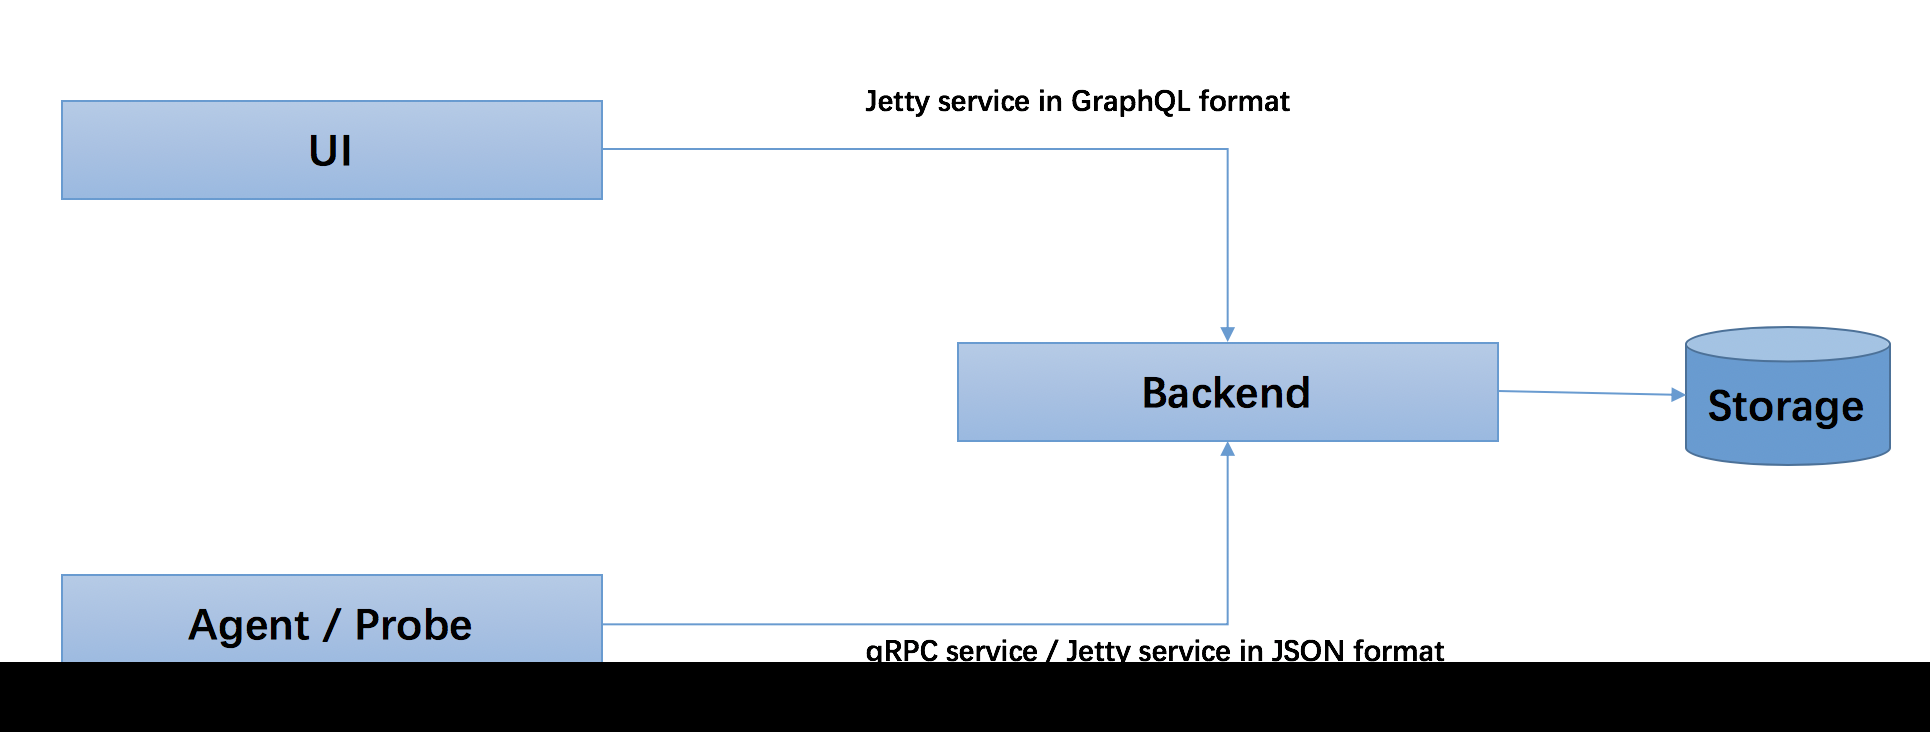 Jetty service in GraphQL format
UI
Backend
Storage
Agent / Probe
gRPC service / Jetty service in JSON format